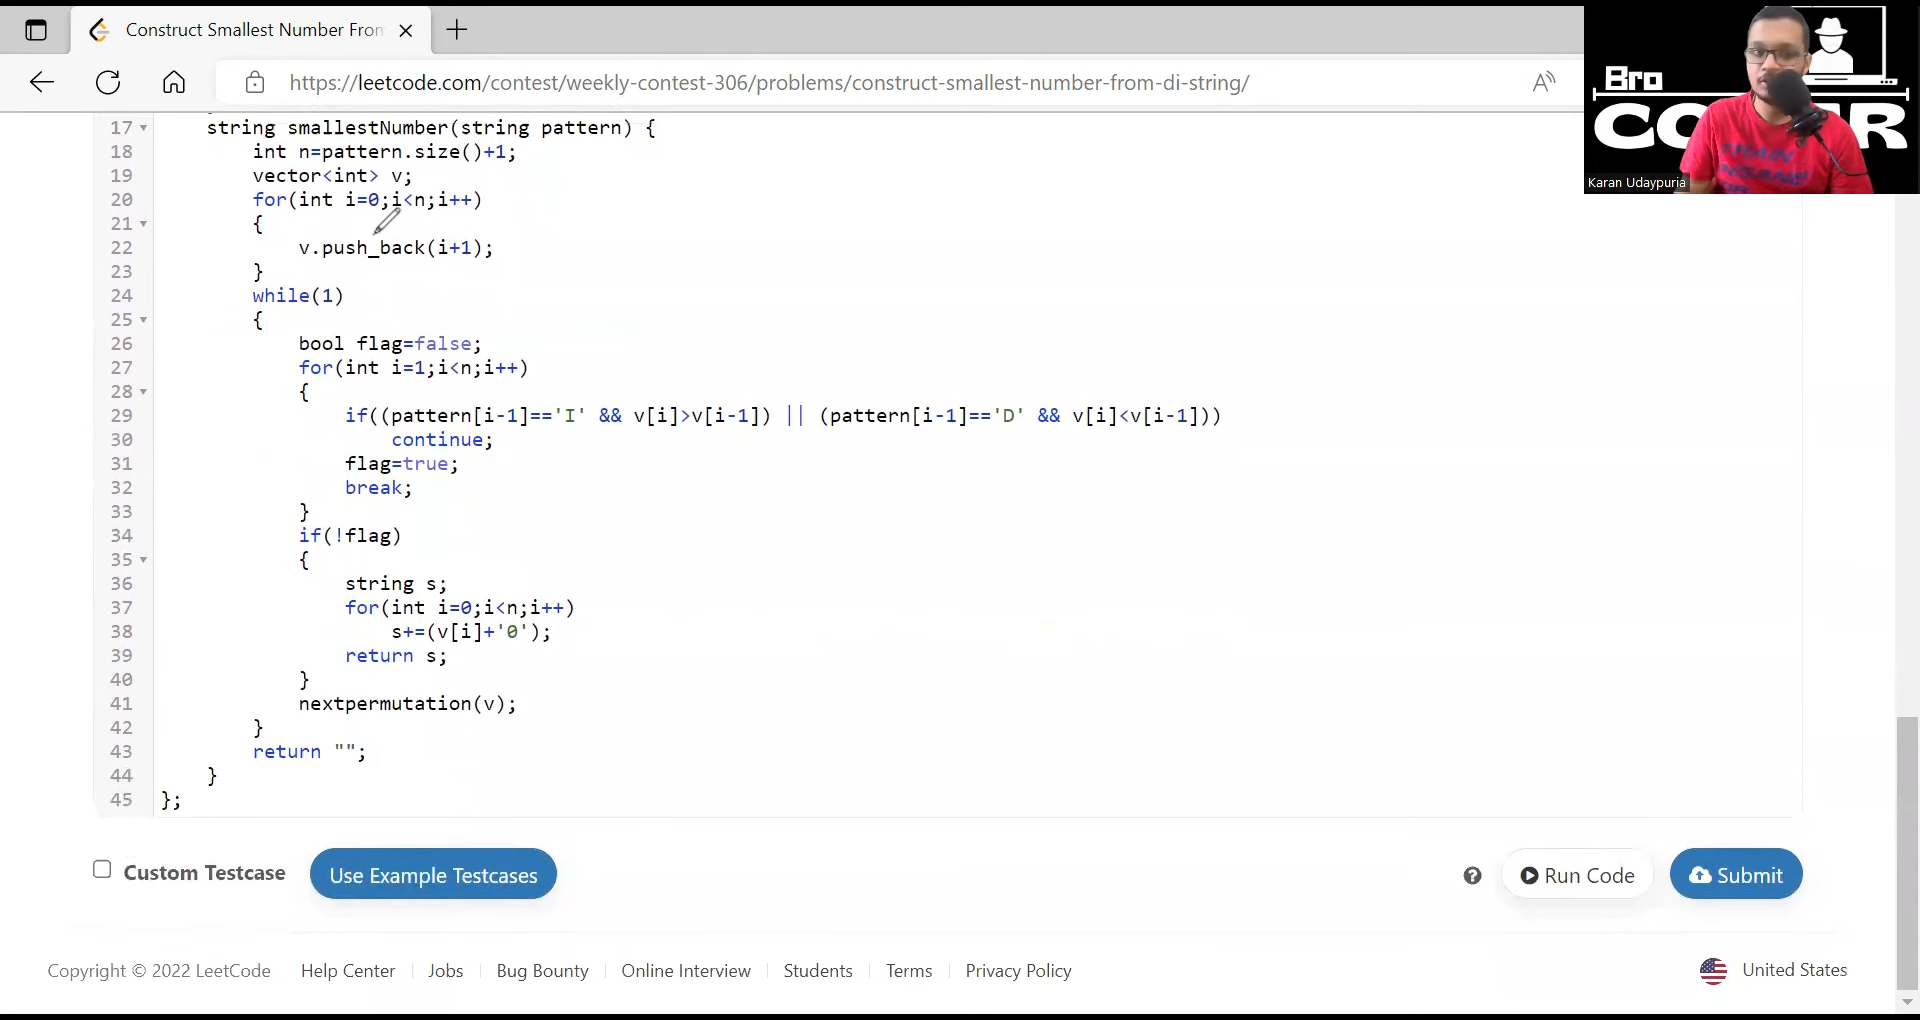 Construct Smallest Number From
https://leetcode.com/contest/weekly-contest-306/problems/construct-smallest-number-from-di-string/
Bro
CODER
Karan Udaypuria
17 string smallestNumber(string pattern) {
18 int n=pattern.size()+1;
19 vector<int> v;
20 for(int i=0;i<n;i++)
21 {
22 v.push_back(i+1);
23 }
24 while(1)
25 {
26 bool flag=false;
27 for(int i=1;i<n;i++)
28 {
29 if((pattern[i-1]=='I' && v[i]>v[i-1]) || (pattern[i-1]=='D' && v[i]<v[i-1]))
30 continue;
31 flag=true;
32 break;
33 }
34 if(!flag)
35 {
36 string s;
37 for(int i=0;i<n;i++)
38 s+=(v[i]+'0');
39 return s;
40 }
41 nextpermutation(v);
42 }
43 return "";
44 }
45 };
Custom Testcase Use Example Testcases Run Code Submit
Copyright © 2022 LeetCode Help Center Jobs Bug Bounty Online Interview Students Terms Privacy Policy United States